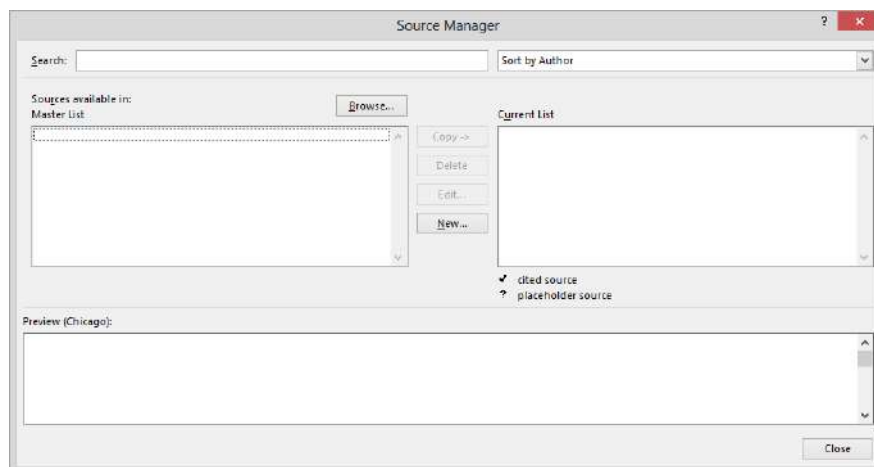 Source Manager
?
Search:
Sort by Author
Sources available in:
Master List
Browse...
Current List
Copy ->
Delete
Edit...
New...
✔ cited source
? placeholder source
Preview (Chicago):
Close